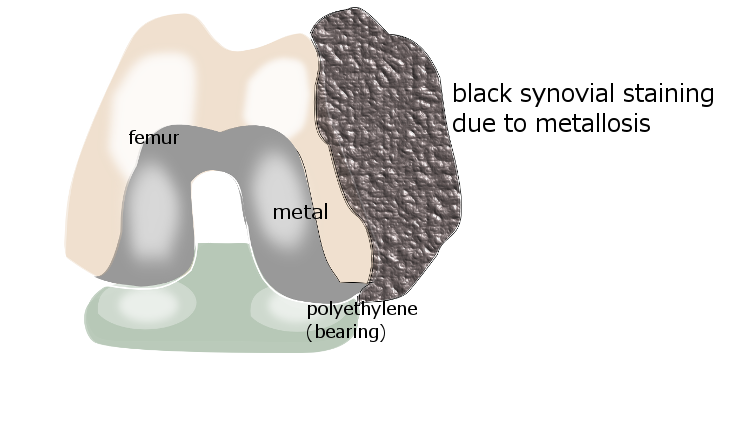 black synovial staining
due to metallosis
femur
metal
polyethylene
(bearing)